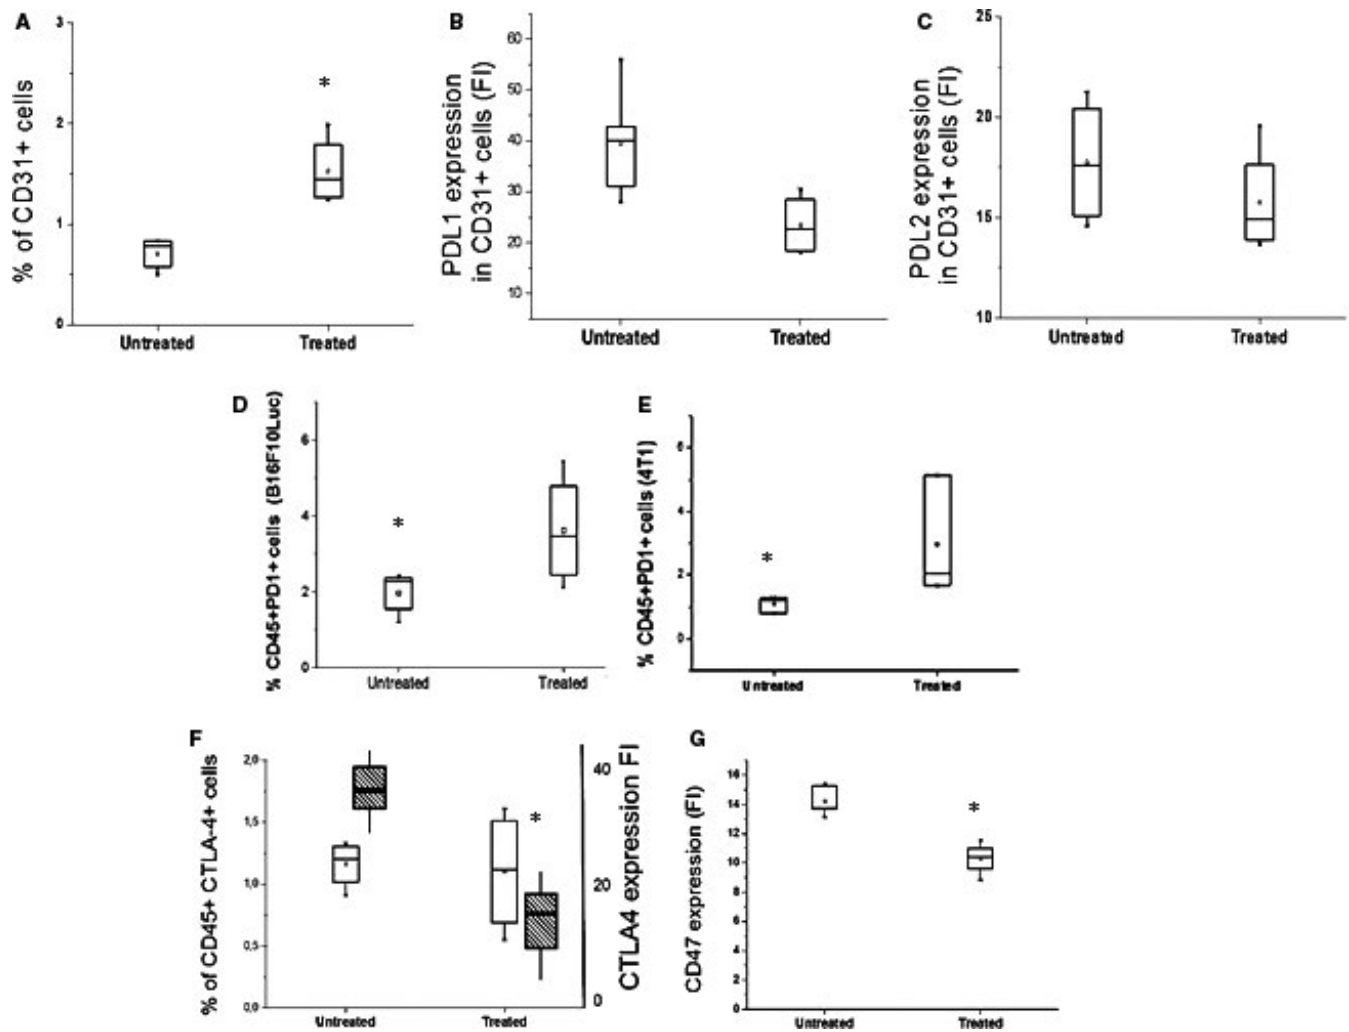 A
% of CD31+ cells
3
2
1
0
*
Untreated
Treated
B
PDL1 expression
in CD31+ cells (FI)
60
50
40
30
20
10
Untreated
Treated
C
PDL2 expression
in CD31+ cells (FI)
25
20
15
10
Untreated
Treated
D
% CD45+PD1+ cells (B16F10Luc)
6
4
2
0
*
Untreated
Treated
E
% CD45+PD1+ cells (4T1)
6
4
2
0
*
Untreated
Treated
F
% of CD45+ CTLA-4+ cells
2,0
1,5
1,0
0,5
0,0
*
CTLA4 expression FI
40
20
0
Untreated
Treated
G
CD47 expression (FI)
16
14
12
10
8
6
4
2
0
*
Untreated
Treated